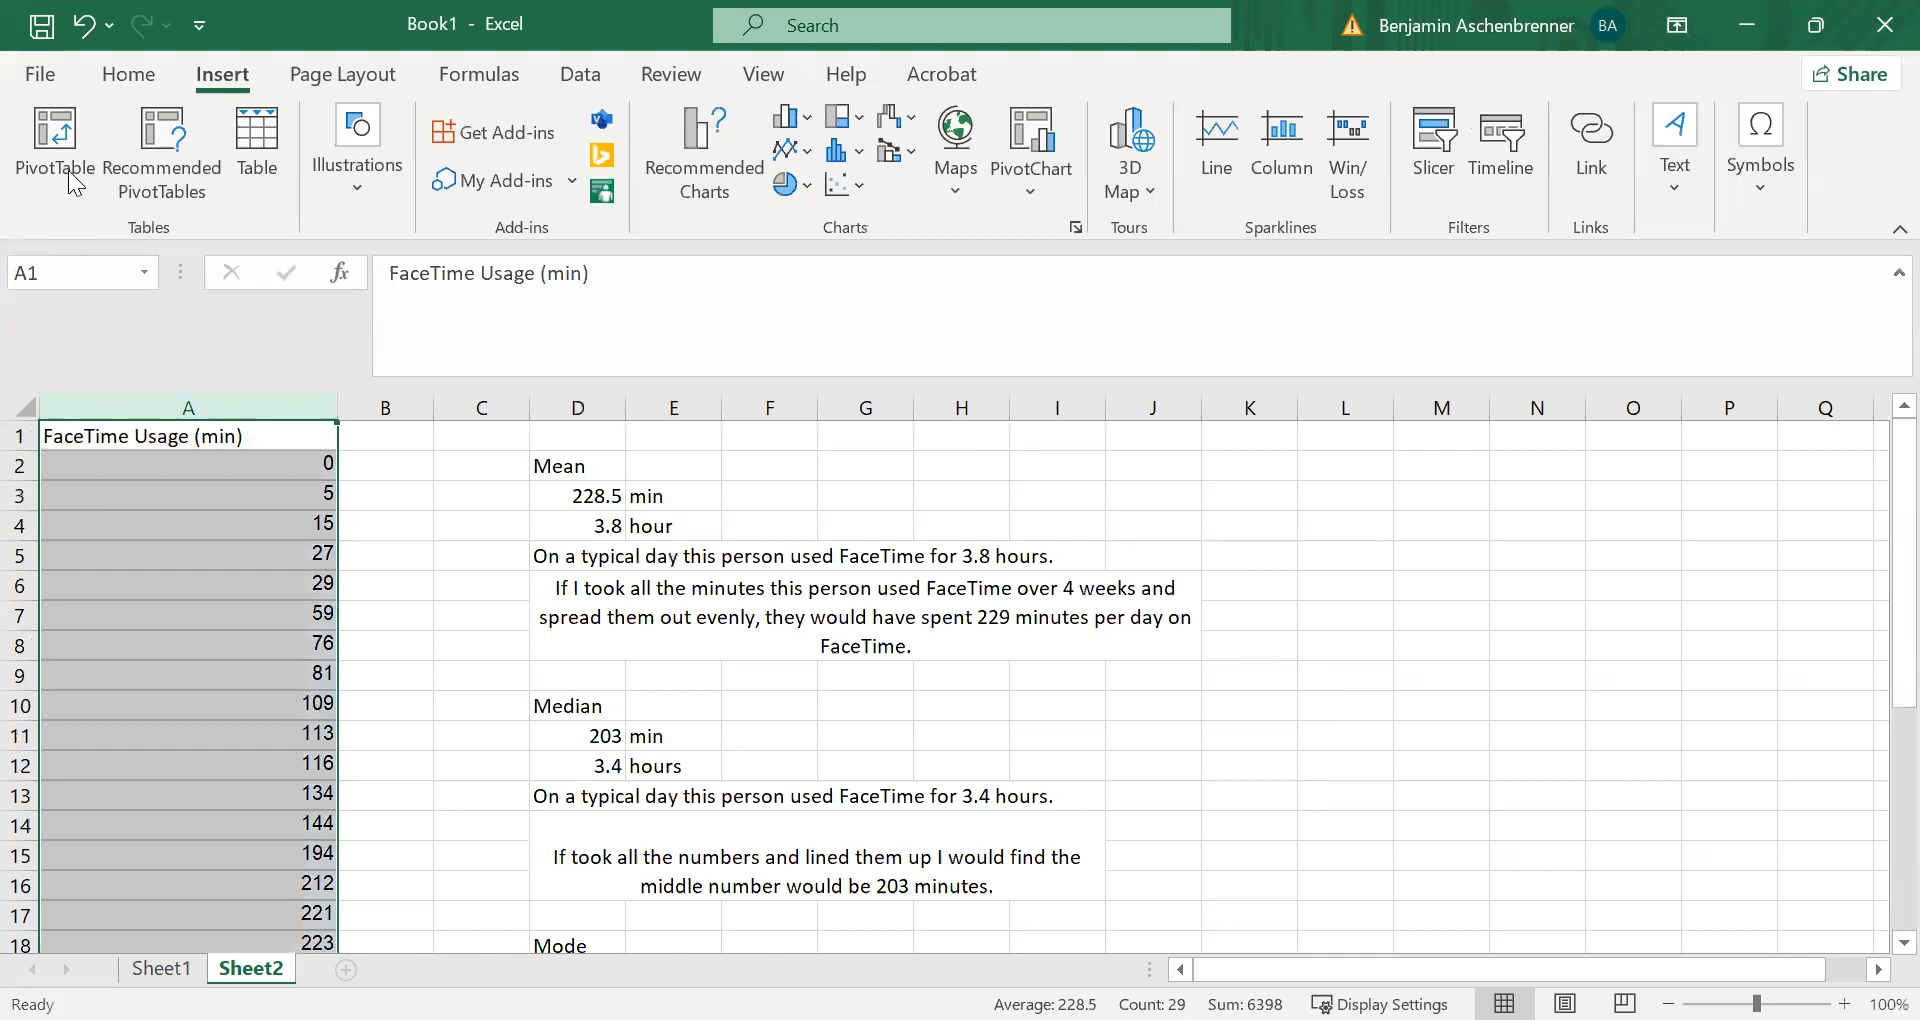 Book1 - Excel
Search
Benjamin Aschenbrenner
BA
File Home Insert Page Layout Formulas Data Review View Help Acrobat
Share
PivotTable
Recommended
PivotTables
Table
Tables
Illustrations
Get Add-ins
My Add-ins
Add-ins
Recommended
Charts
Maps
PivotChart
Charts
3D
Map
Tours
Line
Column
Win/
Loss
Sparklines
Slicer
Timeline
Filters
Link
Links
Text
Ω
Symbols
A1
fx
FaceTime Usage (min)
A B C D E F G H I J K L M N O P Q
1 FaceTime Usage (min)
2 0 Mean
3 5 228.5 min
4 15 3.8 hour
5 27 On a typical day this person used FaceTime for 3.8 hours.
6 29 If I took all the minutes this person used FaceTime over 4 weeks and
7 59 spread them out evenly, they would have spent 229 minutes per day on
8 76 FaceTime.
9 81
10 109 Median
11 113 203 min
12 116 3.4 hours
13 134 On a typical day this person used FaceTime for 3.4 hours.
14 144
15 194 If took all the numbers and lined them up I would find the
16 212 middle number would be 203 minutes.
17 221
18 223 Mode
Sheet1 Sheet2
Ready
Average: 228.5 Count: 29 Sum: 6398 Display Settings 100%